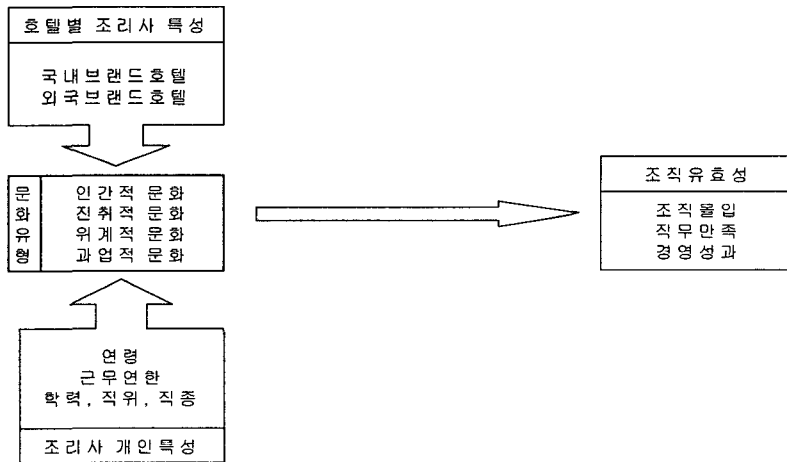 호텔별 조리사 특성
국내브랜드호텔
외국브랜드호텔
문화유형
인간적 문화
진취적 문화
위계적 문화
과업적 문화
조직유효성
조직몰입
직무만족
경영성과
연령
근무연한
학력, 직위, 직종
조리사 개인특성